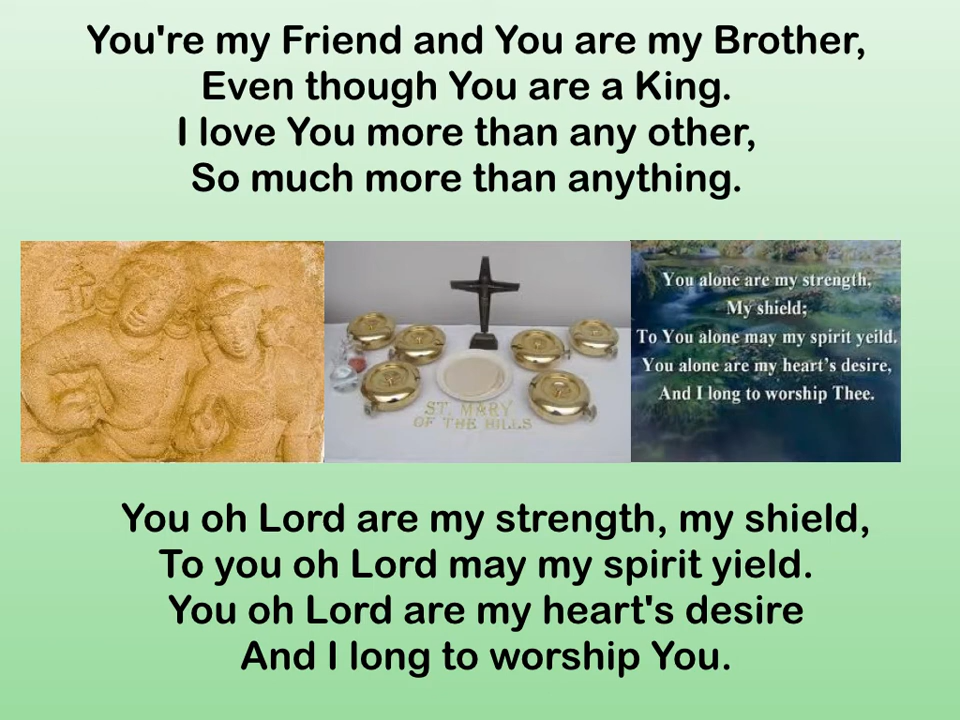 You're my Friend and You are my Brother,
Even though You are a King.
I love You more than any other,
So much more than anything.
ST. MARY
OF THE HILLS
You alone are my strength,
My shield;
To You alone may my spirit yeild.
You alone are my heart's desire,
And I long to worship Thee.
You oh Lord are my strength, my shield,
To you oh Lord may my spirit yield.
You oh Lord are my heart's desire
And I long to worship You.